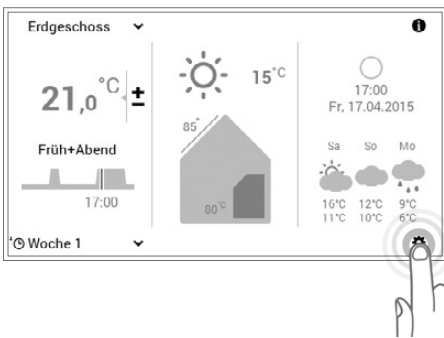 Erdgeschoss
21,0 °C ±
Früh+Abend
17:00
Woche 1
15°C
85°
80°C
17:00
Fr, 17.04.2015
Sa So Mo
16°C 12°C 9°C
11°C 10°C 6°C